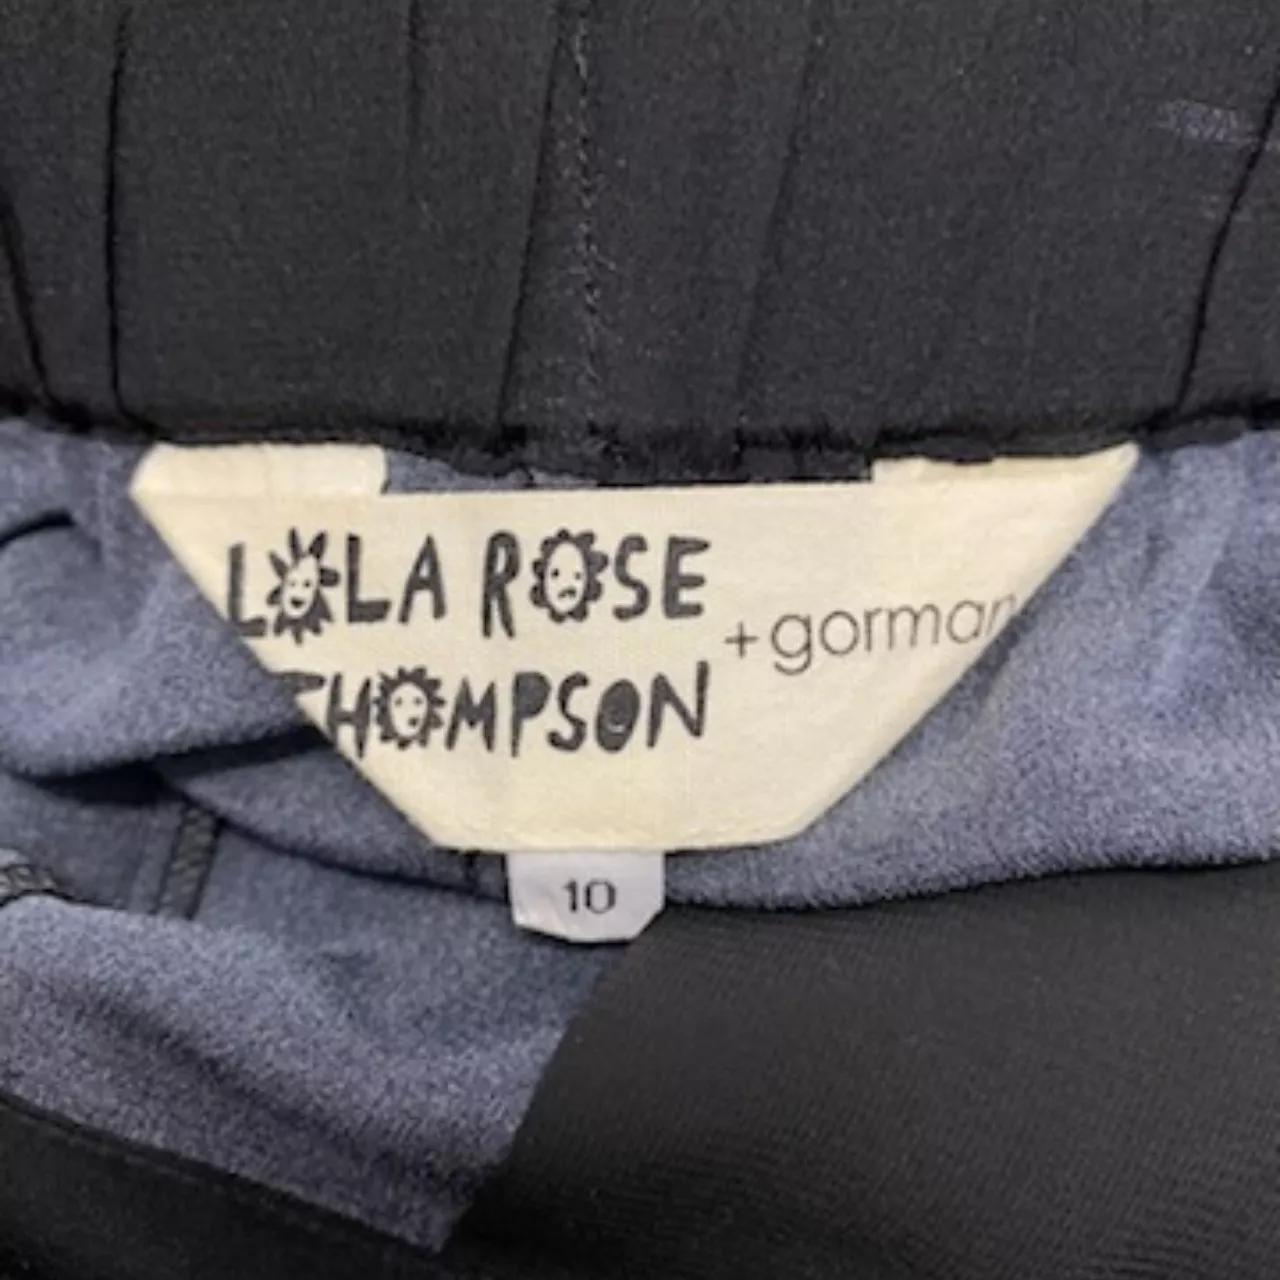 LOLA ROSE
THOMPSON
+gorman
10